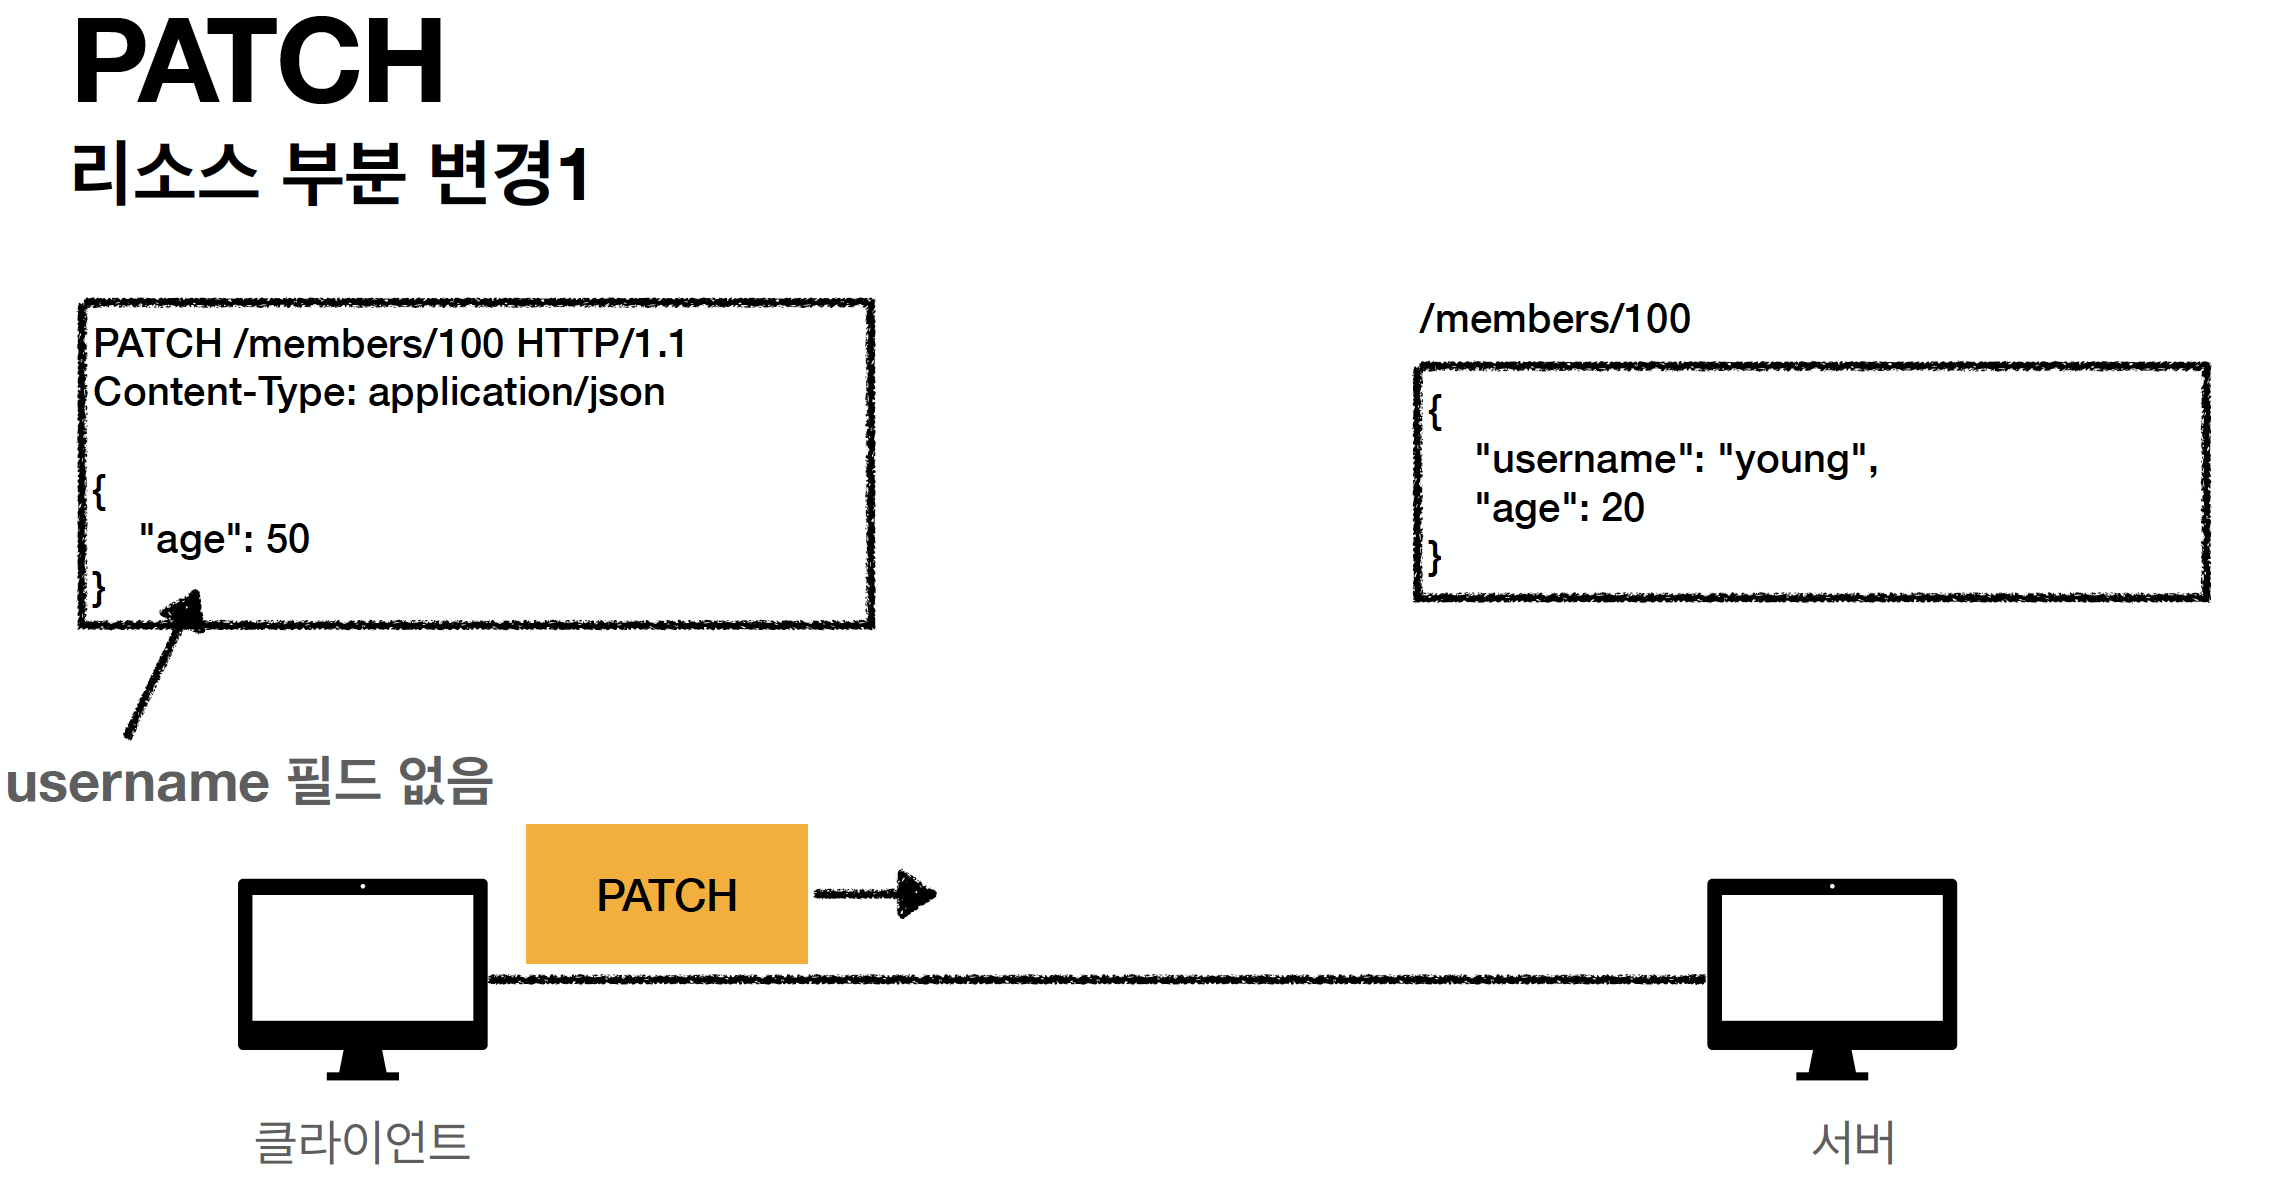 PATCH
리소스 부분 변경1
PATCH /members/100 HTTP/1.1
Content-Type: application/json
{
"age": 50
}
username 필드 없음
/members/100
{
"username": "young",
"age": 20
}
PATCH
클라이언트
서버